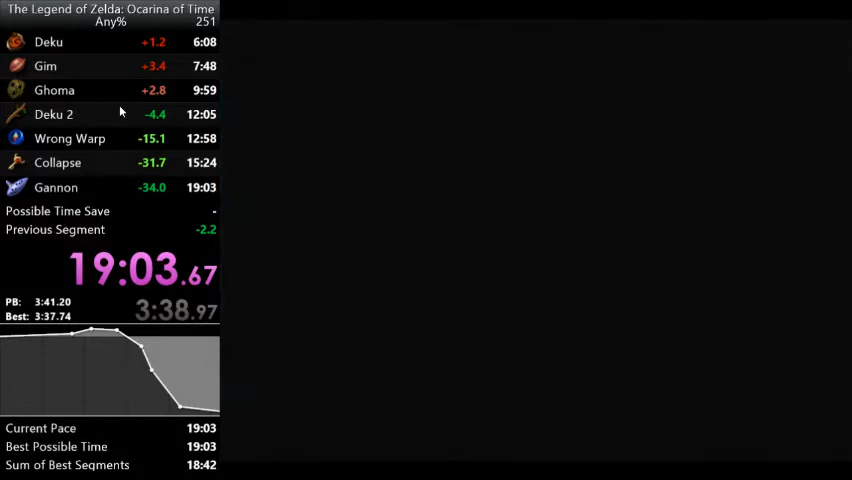 The Legend of Zelda: Ocarina of Time
Any% 251
Deku +1.2 6:08
Gim +3.4 7:48
Ghoma +2.8 9:59
Deku 2 -4.4 12:05
Wrong Warp -15.1 12:58
Collapse -31.7 15:24
Gannon -34.0 19:03
Possible Time Save -
Previous Segment -2.2
19:03.67
PB: 3:41.20
Best: 3:37.74
3:38.97
Current Pace 19:03
Best Possible Time 19:03
Sum of Best Segments 18:42